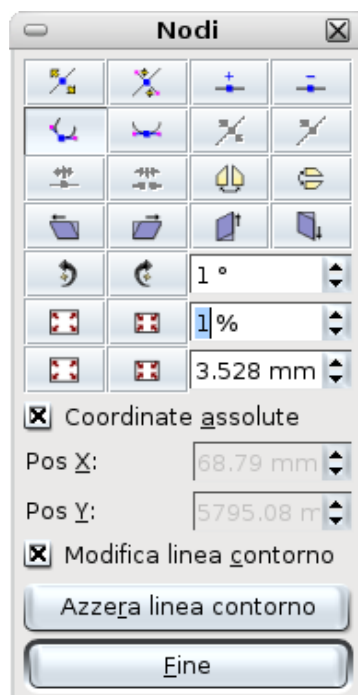 Nodi
1 °
1 %
3.528 mm
Coordinate assolute
Pos X: 68.79 mm
Pos Y: 5795.08 m
Modifica linea contorno
Azzera linea contorno
Fine